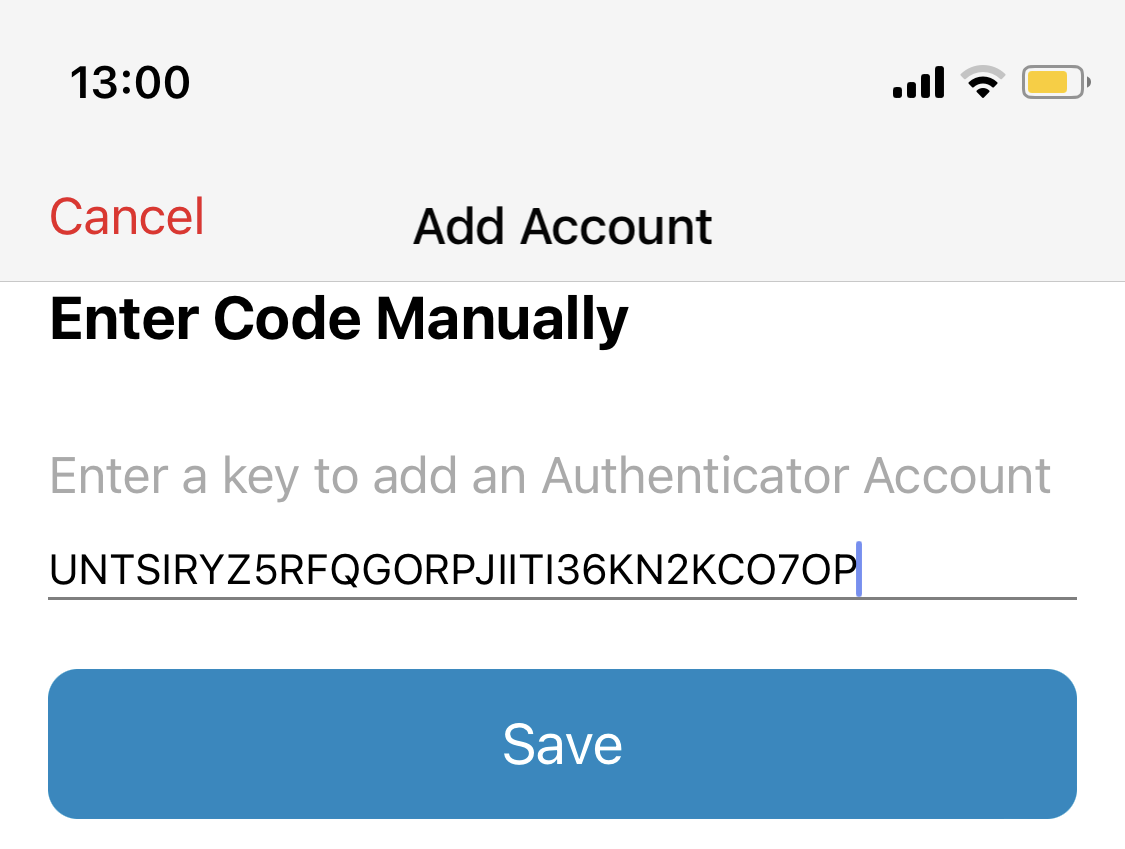 13:00
Cancel
Add Account
Enter Code Manually
Enter a key to add an Authenticator Account
UNTSIRYZ5RFQGORPJIITI36KN2KCO7OP
Save